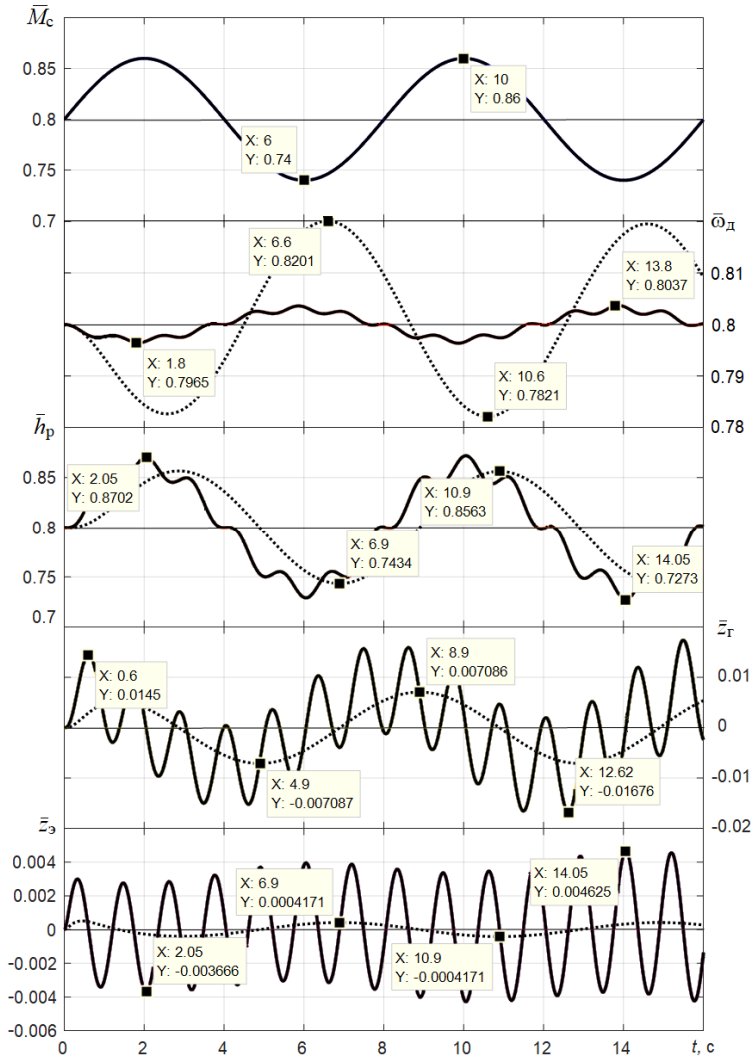 M̄с
0.85
X: 10
Y: 0.86
0.8
X: 6
Y: 0.74
0.75
0.7
ω̄д
X: 6.6
Y: 0.8201
X: 13.8
Y: 0.8037
0.81
0.8
X: 1.8
Y: 0.7965
X: 10.6
Y: 0.7821
0.79
0.78
h̄р
0.85
X: 2.05
Y: 0.8702
X: 10.9
Y: 0.8563
0.8
X: 6.9
Y: 0.7434
X: 14.05
Y: 0.7273
0.75
0.7
z̄г
X: 0.6
Y: 0.0145
X: 8.9
Y: 0.007086
0.01
0
X: 4.9
Y: -0.007087
X: 12.62
Y: -0.01676
-0.01
-0.02
z̄э
0.004
X: 6.9
Y: 0.0004171
X: 14.05
Y: 0.004625
0.002
0
X: 2.05
Y: -0.003666
X: 10.9
Y: -0.0004171
-0.002
-0.004
-0.006
0 2 4 6 8 10 12 14 t, с